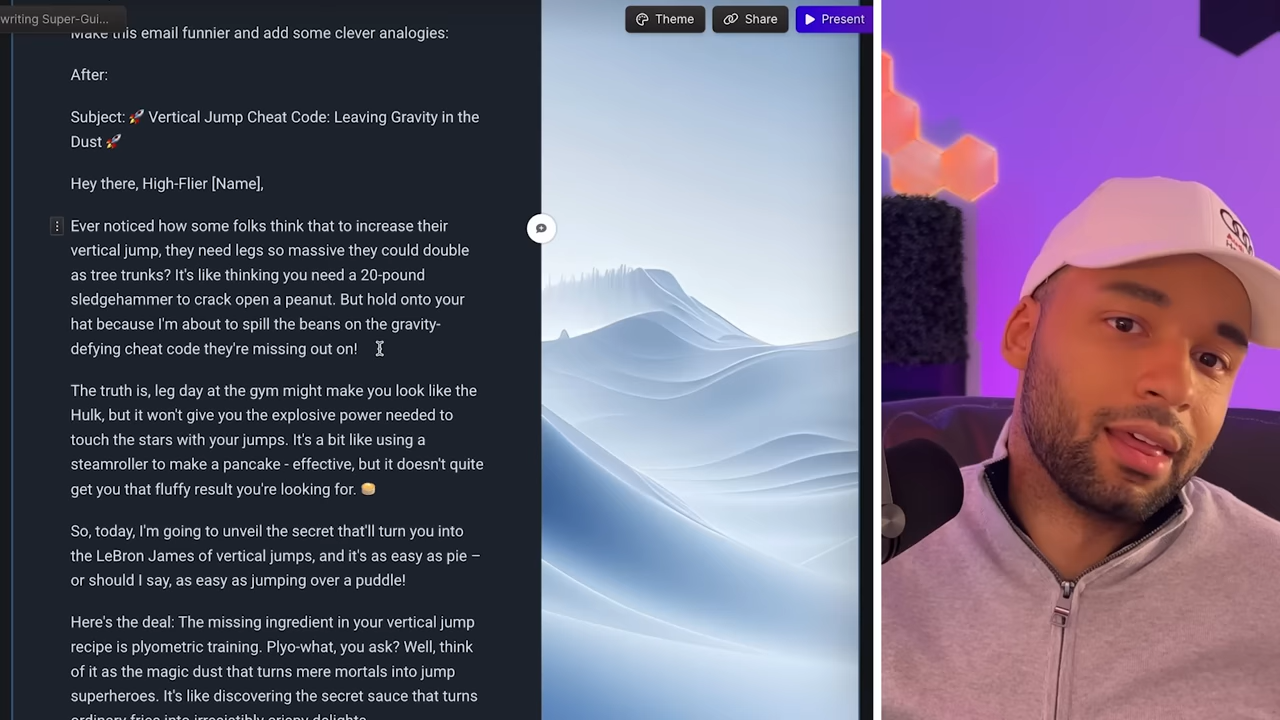 writing Super-Gui...
Theme
Share
Present
Make this email funnier and add some clever analogies:
After:
Subject: 🚀 Vertical Jump Cheat Code: Leaving Gravity in the
Dust 🚀
Hey there, High-Flier [Name],
Ever noticed how some folks think that to increase their
vertical jump, they need legs so massive they could double
as tree trunks? It's like thinking you need a 20-pound
sledgehammer to crack open a peanut. But hold onto your
hat because I'm about to spill the beans on the gravity-
defying cheat code they're missing out on!
The truth is, leg day at the gym might make you look like the
Hulk, but it won't give you the explosive power needed to
touch the stars with your jumps. It's a bit like using a
steamroller to make a pancake - effective, but it doesn't quite
get you that fluffy result you're looking for. 🥞
So, today, I'm going to unveil the secret that'll turn you into
the LeBron James of vertical jumps, and it's as easy as pie –
or should I say, as easy as jumping over a puddle!
Here's the deal: The missing ingredient in your vertical jump
recipe is plyometric training. Plyo-what, you ask? Well, think
of it as the magic dust that turns mere mortals into jump
superheroes. It's like discovering the secret sauce that turns
ordinary fries into irresistibly crispy delights.